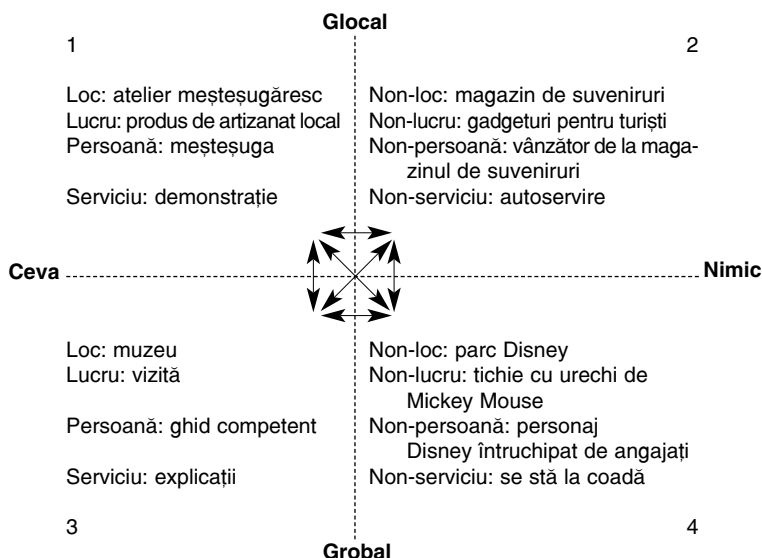 Glocal
1
2
Loc: atelier meșteșugăresc
Lucru: produs de artizanat local
Persoană: meșteșuga
Serviciu: demonstrație
Non-loc: magazin de suveniruri
Non-lucru: gadgeturi pentru turiști
Non-persoană: vânzător de la maga-
zinul de suveniruri
Non-serviciu: autoservire
Ceva
Nimic
Loc: muzeu
Lucru: vizită
Persoană: ghid competent
Serviciu: explicații
Non-loc: parc Disney
Non-lucru: tichie cu urechi de
Mickey Mouse
Non-persoană: personaj
Disney întruchipat de angajați
Non-serviciu: se stă la coadă
3
4
Grobal